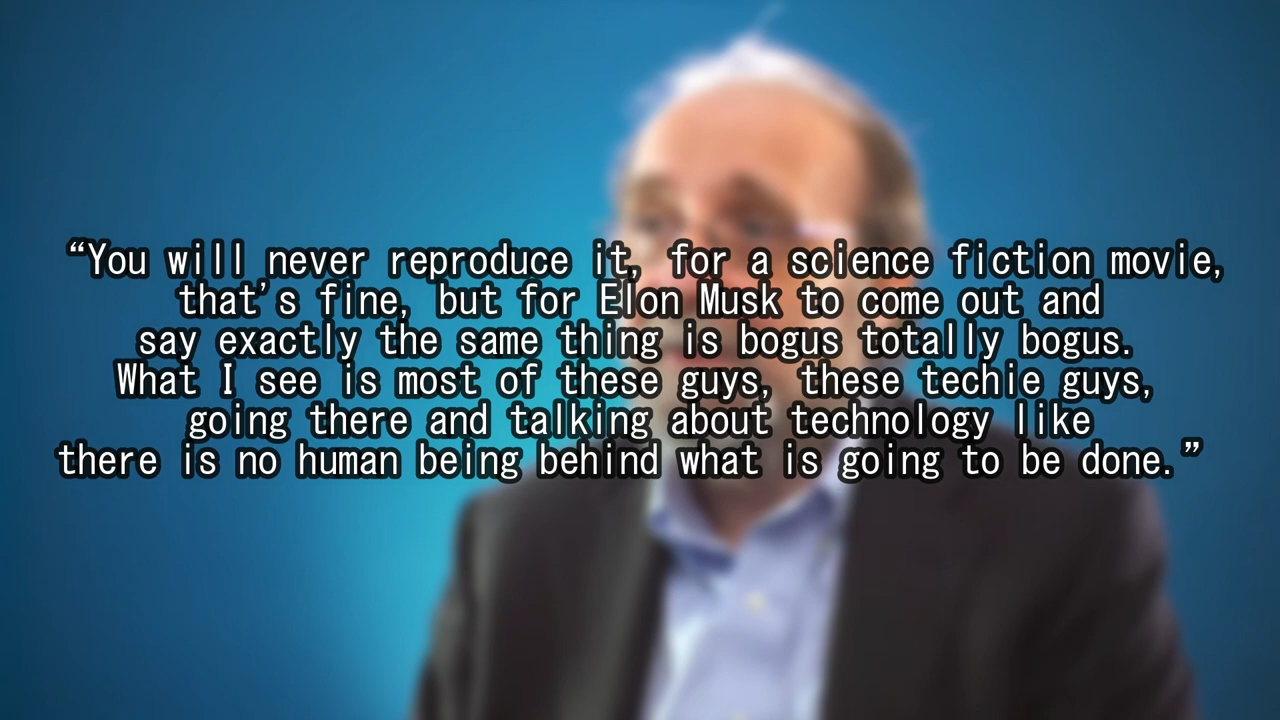 “You will never reproduce it, for a science fiction movie,
that's fine, but for Elon Musk to come out and
say exactly the same thing is bogus totally bogus.
What I see is most of these guys, these techie guys,
going there and talking about technology like
there is no human being behind what is going to be done.”